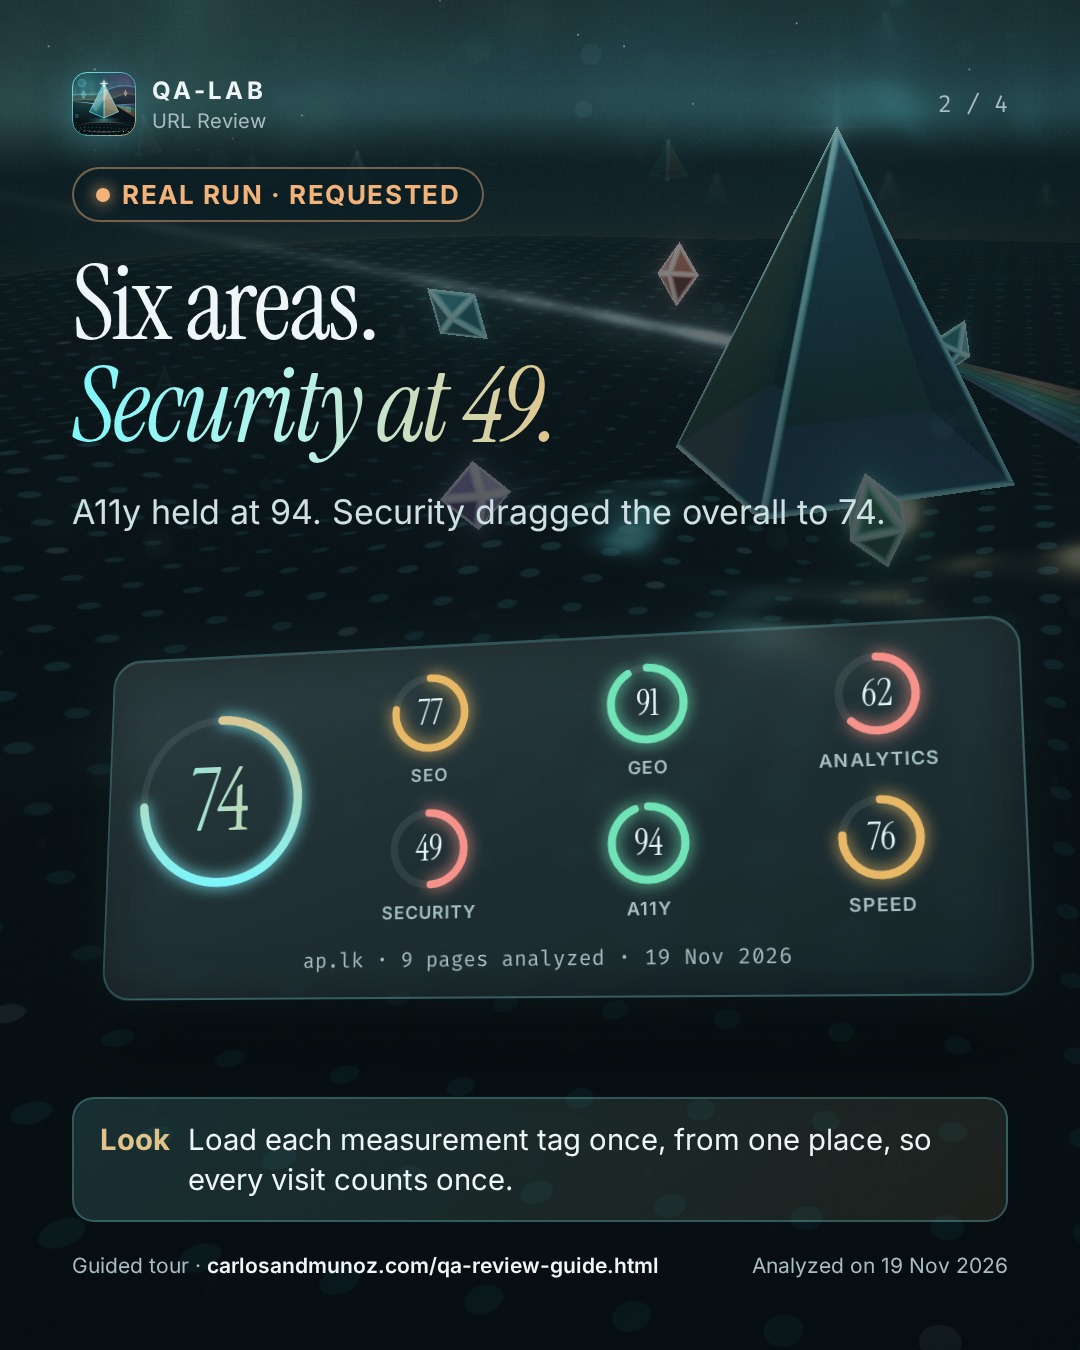 QA-LAB
URL Review
2 / 4
REAL RUN · REQUESTED
Six areas.
Security at 49.
A11y held at 94. Security dragged the overall to 74.
74
77
SEO
91
GEO
62
ANALYTICS
49
SECURITY
94
A11Y
76
SPEED
ap.lk · 9 pages analyzed · 19 Nov 2026
Look Load each measurement tag once, from one place, so
every visit counts once.
Guided tour · carlosandmunoz.com/qa-review-guide.html
Analyzed on 19 Nov 2026